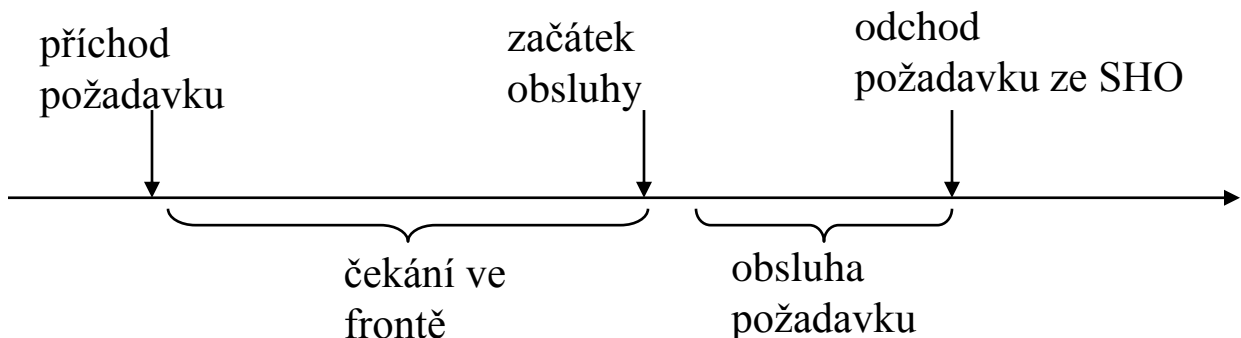 příchod
požadavku
začátek
obsluhy
odchod
požadavku ze SHO
čekání ve
frontě
obsluha
požadavku